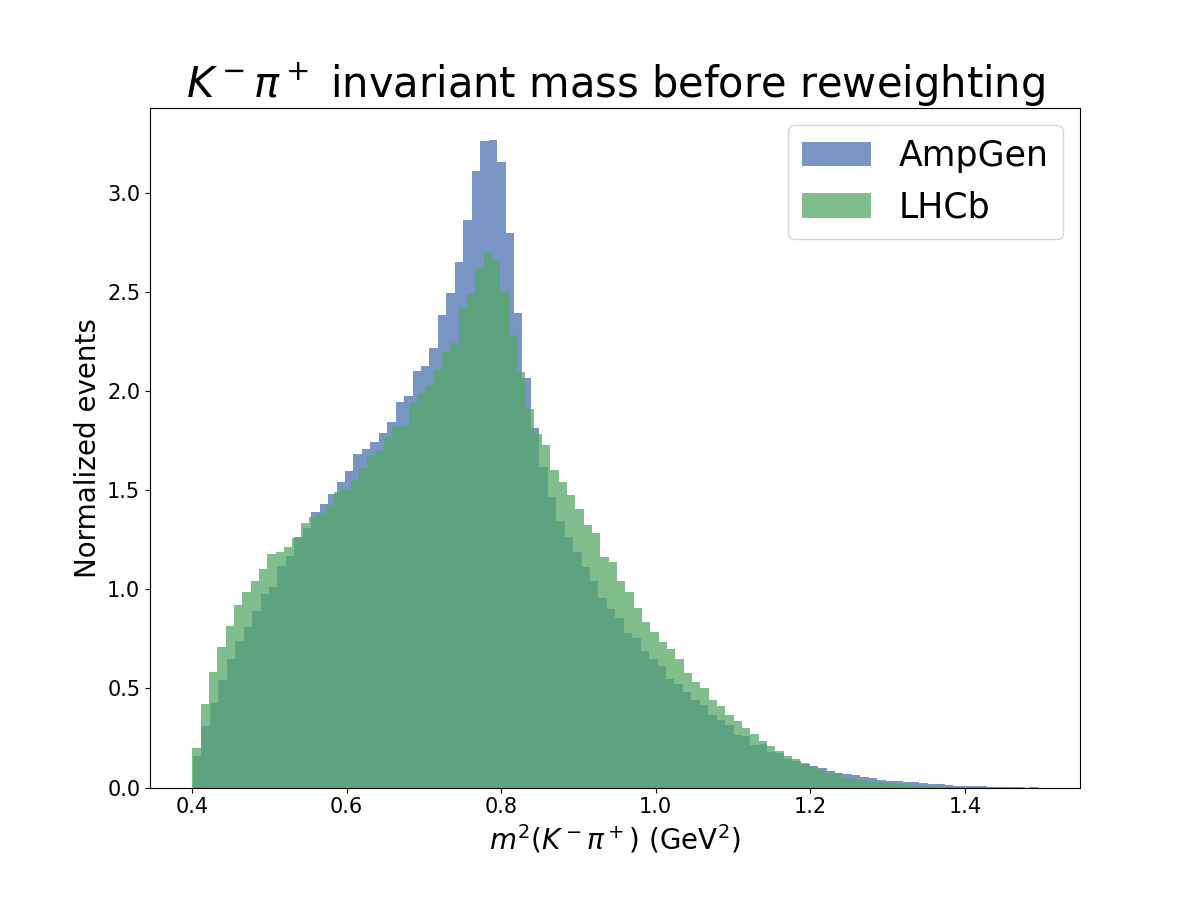 K⁻π⁺ invariant mass before reweighting
AmpGen
LHCb
Normalized events
3.0
2.5
2.0
1.5
1.0
0.5
0.0
0.4 0.6 0.8 1.0 1.2 1.4
m²(K⁻π⁺) (GeV²)